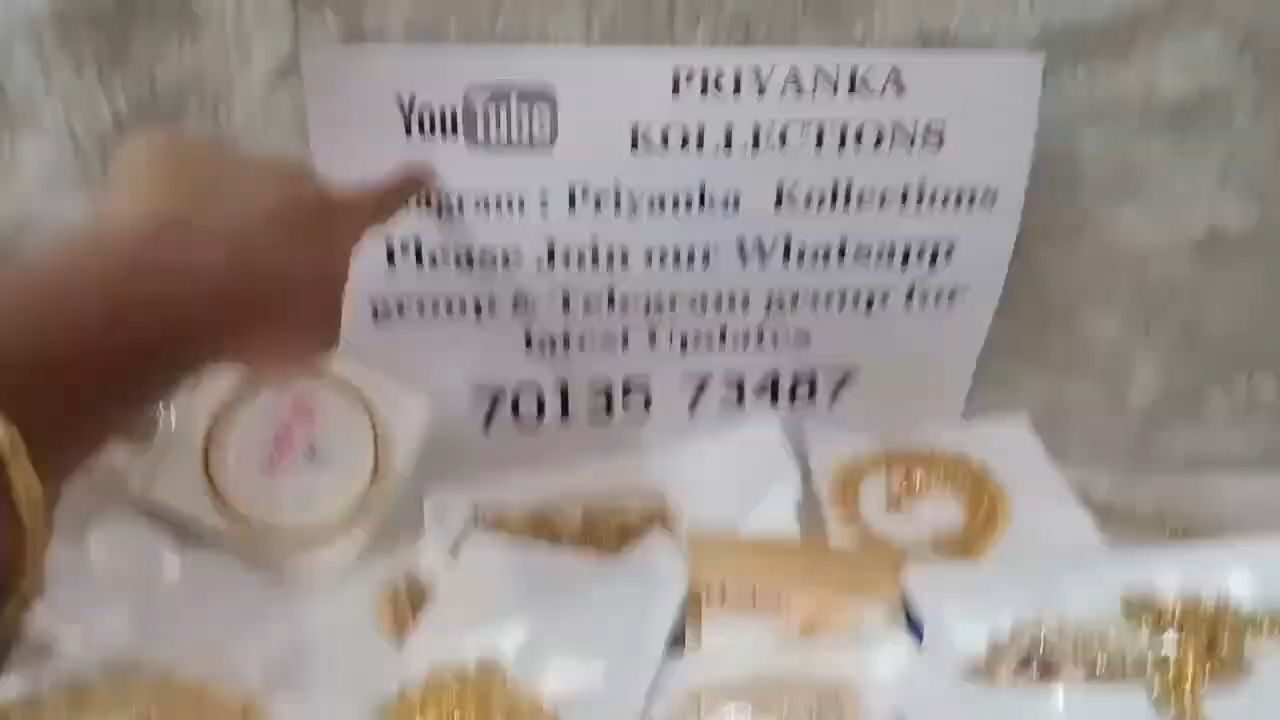 YouTube
PRIYANKA
KOLLECTIONS
: Priyanka Kollections
Please Join our Whatsapp
group & Telegram group for
latest Updates
70135 73487